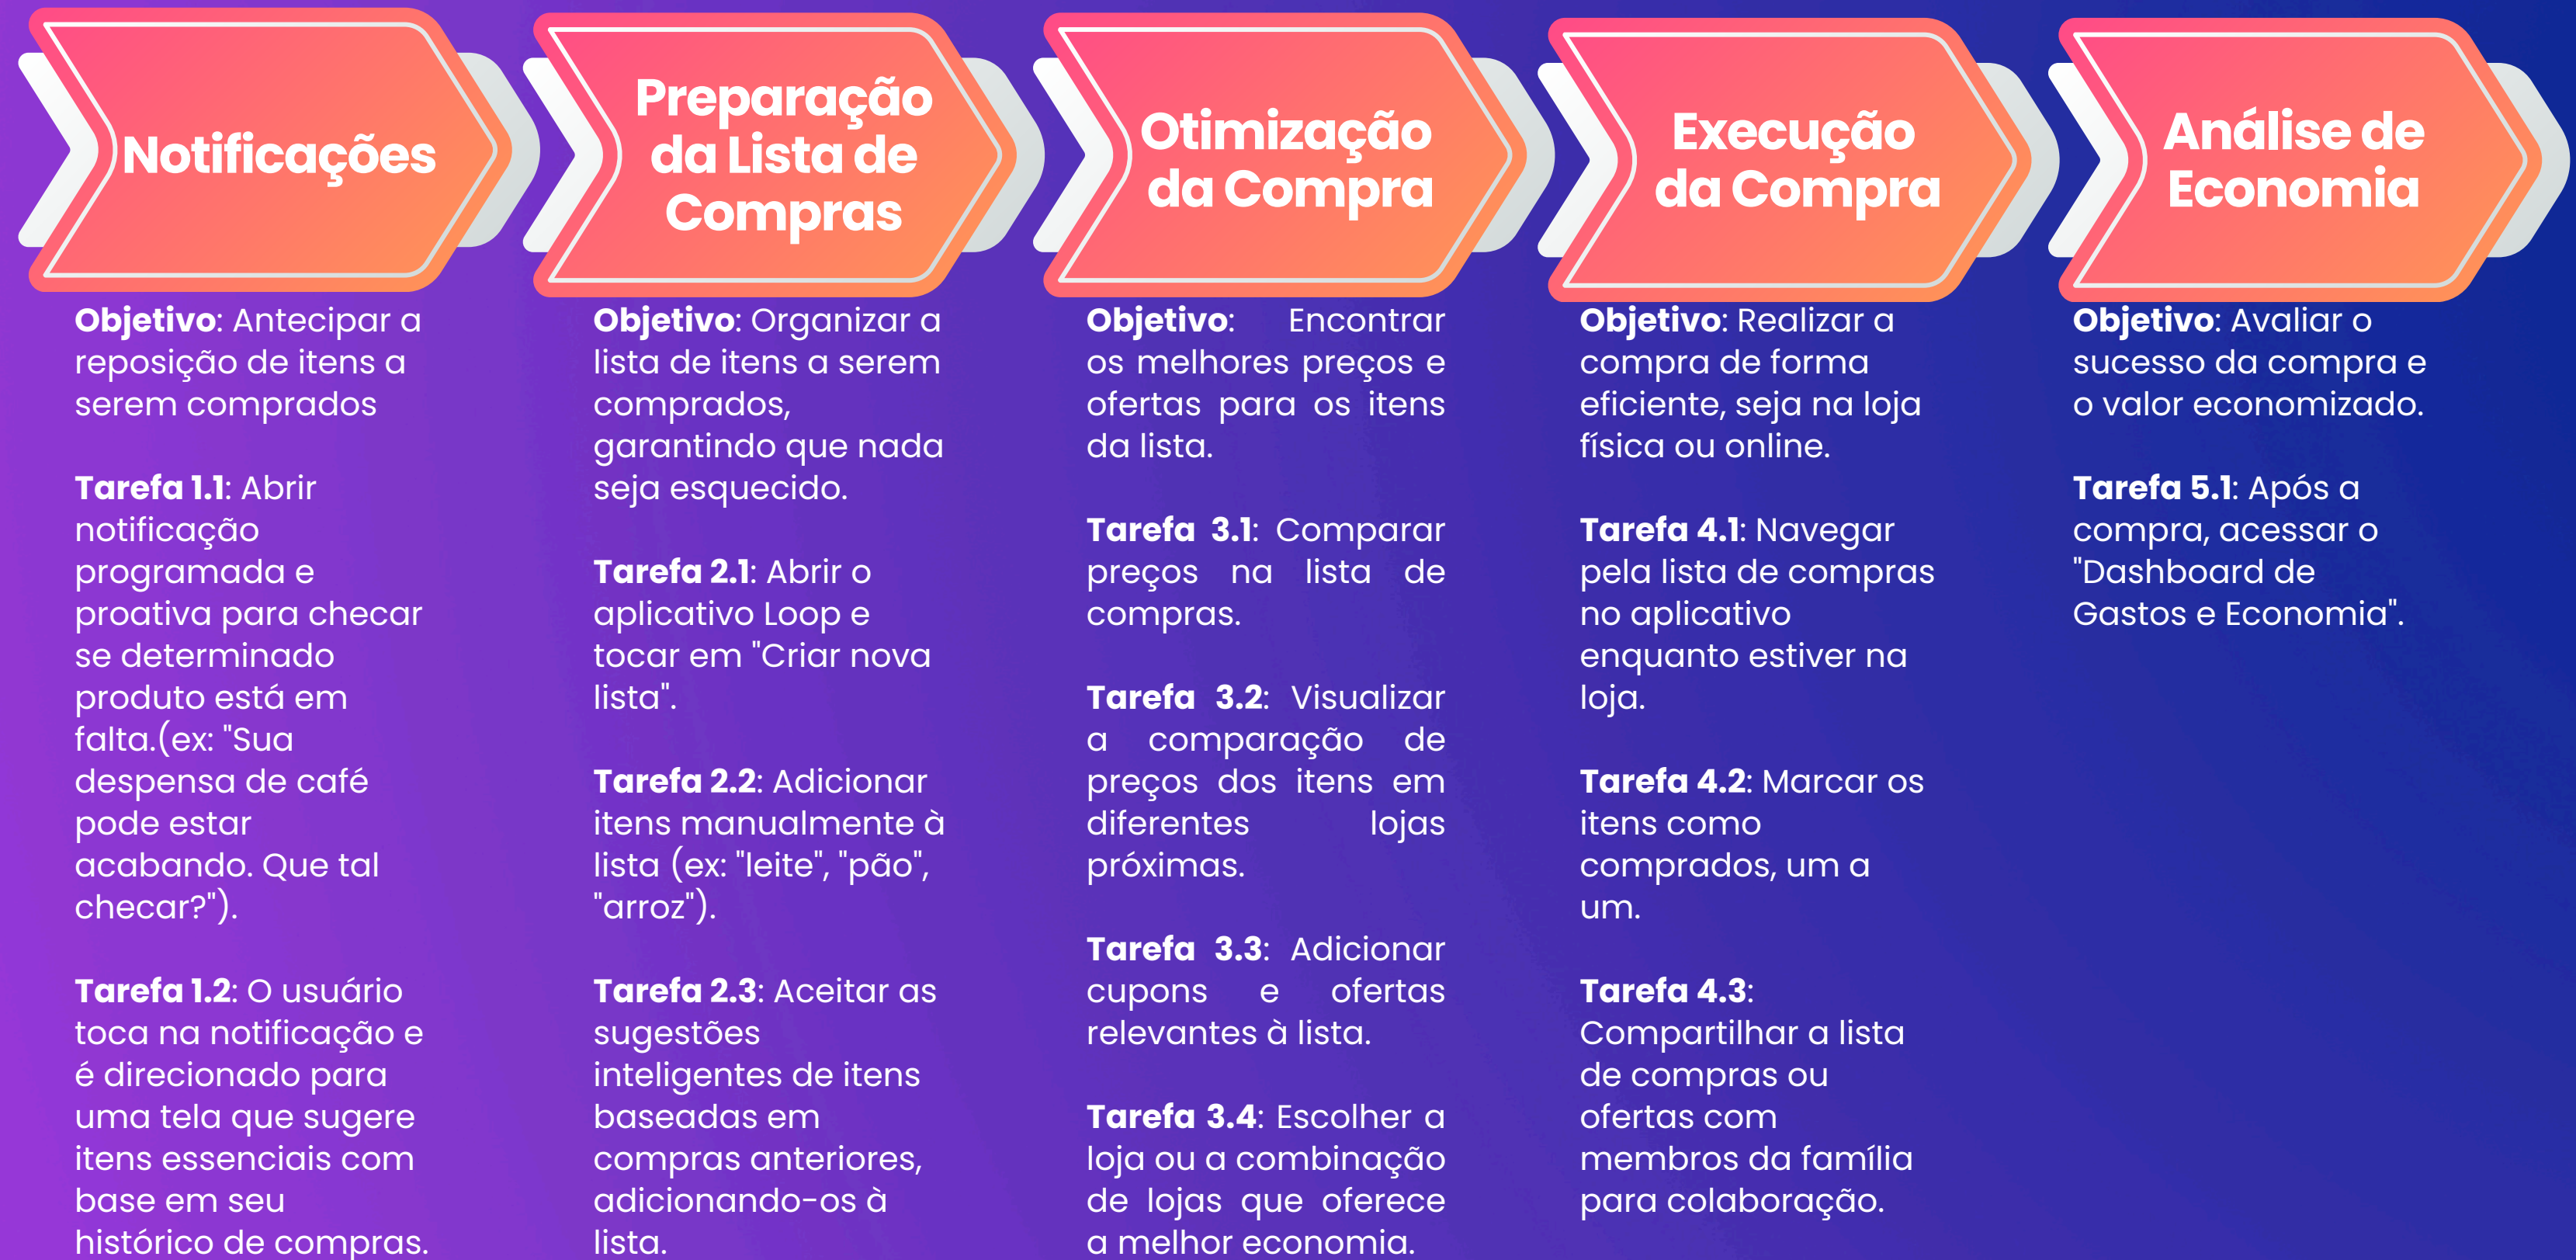 Notificações
Objetivo: Antecipar a
reposição de itens a
serem comprados
Tarefa 1.1: Abrir
notificação
programada e
proativa para checar
se determinado
produto está em
falta.(ex: "Sua
despensa de café
pode estar
acabando. Que tal
checar?").
Tarefa 1.2: O usuário
toca na notificação e
é direcionado para
uma tela que sugere
itens essenciais com
base em seu
histórico de compras.
Preparação
da Lista de
Compras
Objetivo: Organizar a
lista de itens a serem
comprados,
garantindo que nada
seja esquecido.
Tarefa 2.1: Abrir o
aplicativo Loop e
tocar em "Criar nova
lista".
Tarefa 2.2: Adicionar
itens manualmente à
lista (ex: "leite", "pão",
"arroz").
Tarefa 2.3: Aceitar as
sugestões
inteligentes de itens
baseadas em
compras anteriores,
adicionando-os à
lista.
Otimização
da Compra
Objetivo: Encontrar
os melhores preços e
ofertas para os itens
da lista.
Tarefa 3.1: Comparar
preços na lista de
compras.
Tarefa 3.2: Visualizar
a comparação de
preços dos itens em
diferentes lojas
próximas.
Tarefa 3.3: Adicionar
cupons e ofertas
relevantes à lista.
Tarefa 3.4: Escolher a
loja ou a combinação
de lojas que oferece
a melhor economia.
Execução
da Compra
Objetivo: Realizar a
compra de forma
eficiente, seja na loja
física ou online.
Tarefa 4.1: Navegar
pela lista de compras
no aplicativo
enquanto estiver na
loja.
Tarefa 4.2: Marcar os
itens como
comprados, um a
um.
Tarefa 4.3:
Compartilhar a lista
de compras ou
ofertas com
membros da família
para colaboração.
Análise de
Economia
Objetivo: Avaliar o
sucesso da compra e
o valor economizado.
Tarefa 5.1: Após a
compra, acessar o
"Dashboard de
Gastos e Economia".